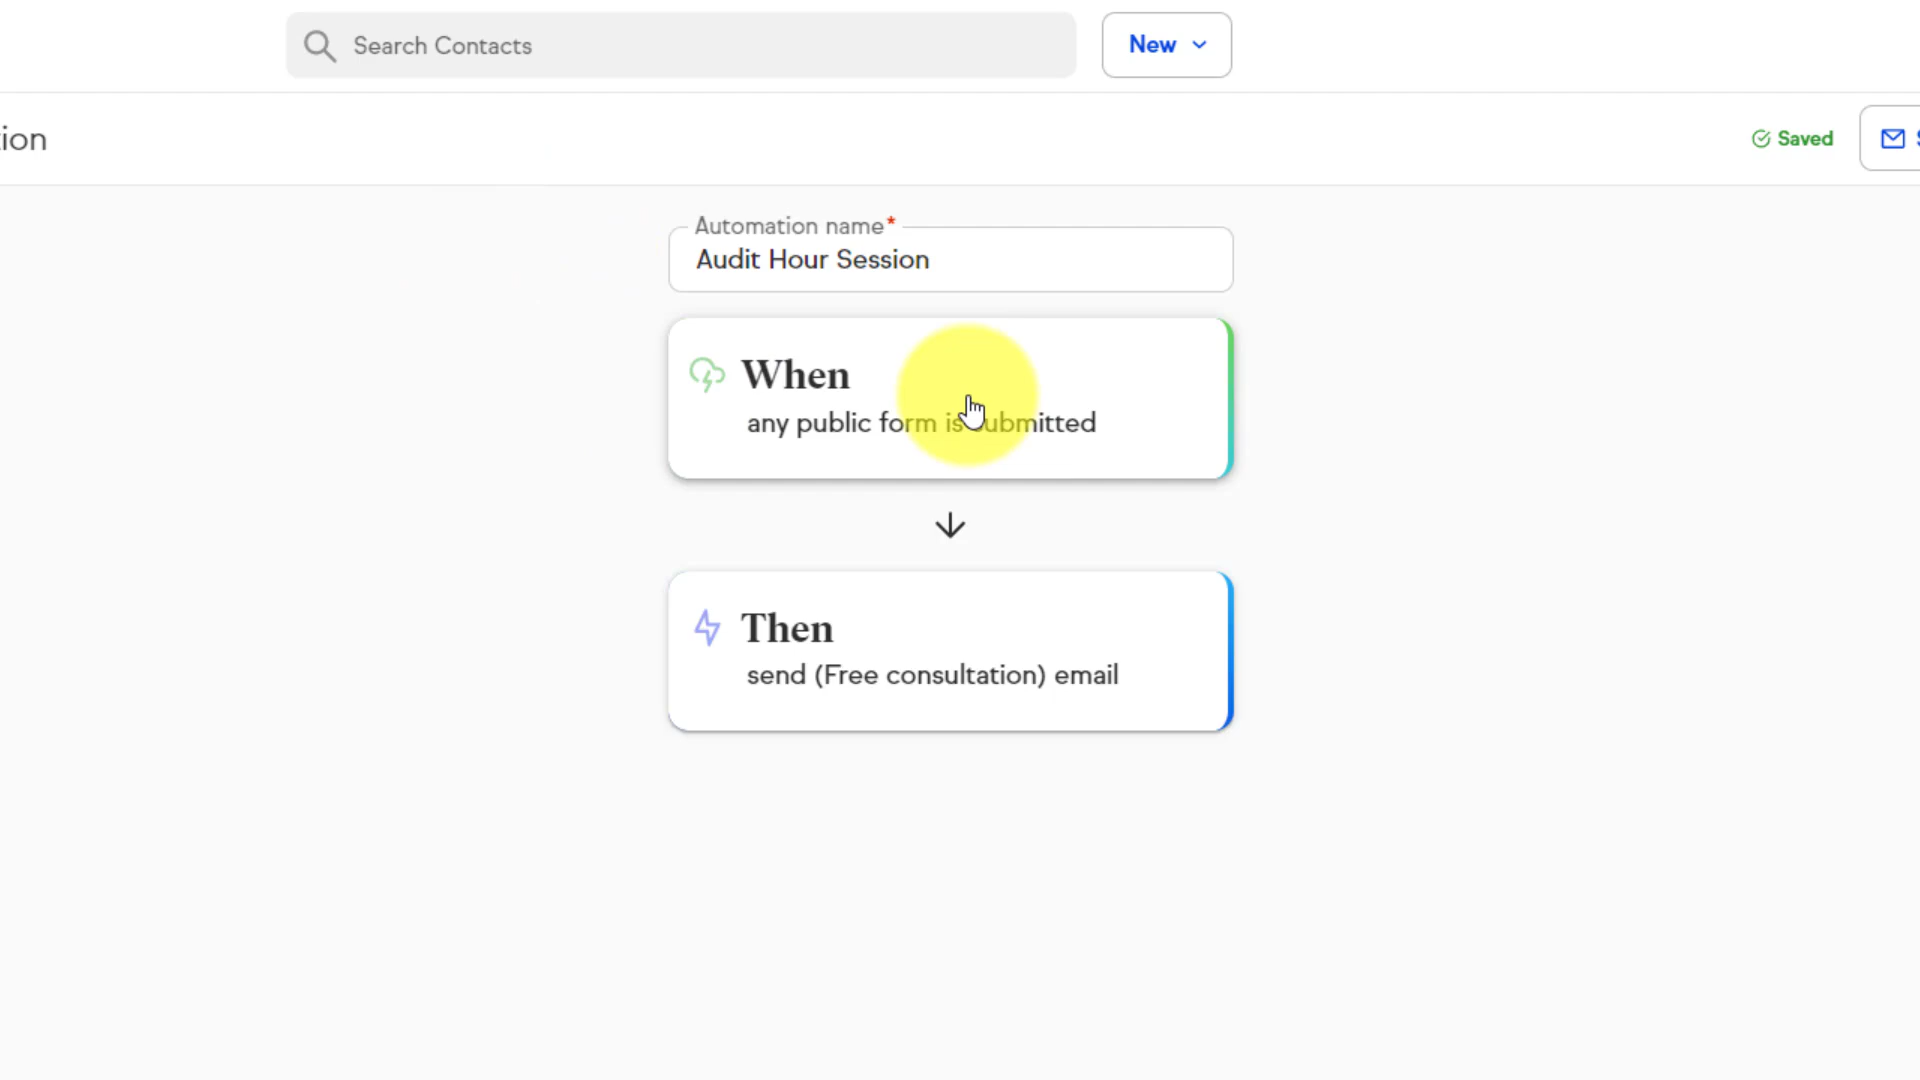 Search Contacts
New
tion
Saved
Automation name*
Audit Hour Session
When
any public form is submitted
Then
send (Free consultation) email